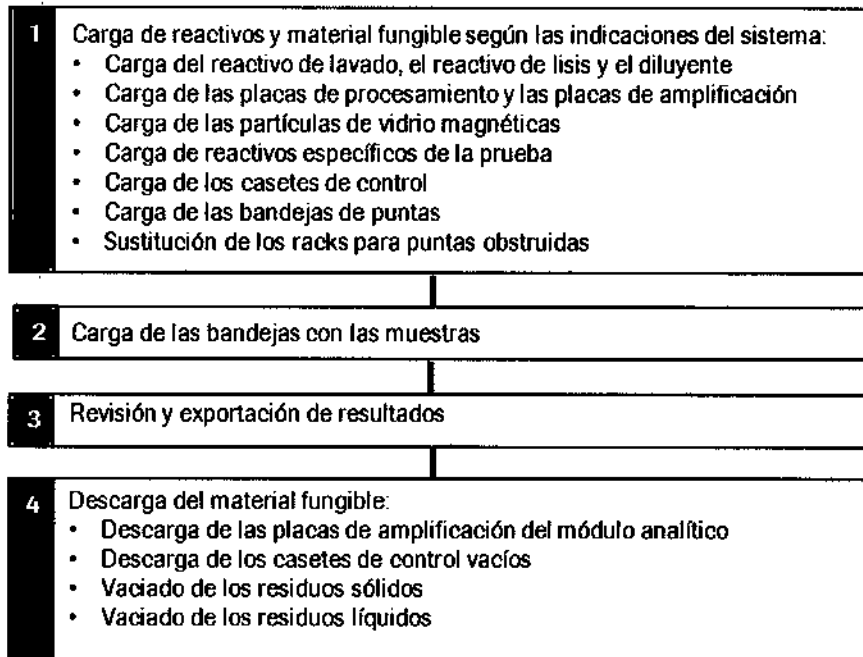 1 Carga de reactivos y material fungible según las indicaciones del sistema:
• Carga del reactivo de lavado, el reactivo de lisis y el diluyente
• Carga de las placas de procesamiento y las placas de amplificación
• Carga de las partículas de vidrio magnéticas
• Carga de reactivos específicos de la prueba
• Carga de los casetes de control
• Carga de las bandejas de puntas
• Sustitución de los racks para puntas obstruidas
2 Carga de las bandejas con las muestras
3 Revisión y exportación de resultados
4 Descarga del material fungible:
• Descarga de las placas de amplificación del módulo analítico
• Descarga de los casetes de control vacíos
• Vaciado de los residuos sólidos
• Vaciado de los residuos líquidos